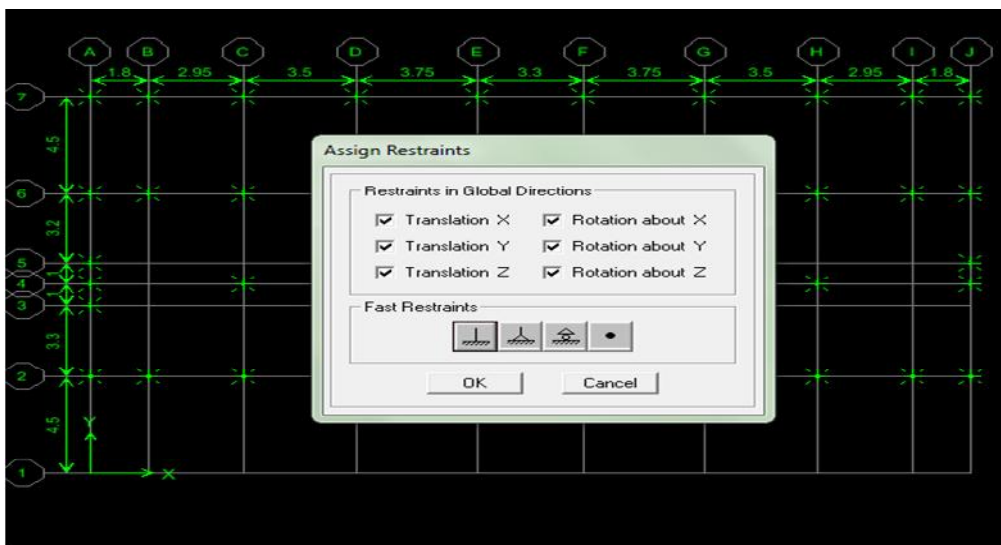 A B C D E F G H I J
1.8 2.95 3.5 3.75 3.3 3.75 3.5 2.95 1.8
7
4.5
Assign Restraints
6
Restraints in Global Directions
Translation X Rotation about X
3.2
Translation Y Rotation about Y
5
Translation Z Rotation about Z
1
4
1
3
Fast Restraints
3.3
2
OK Cancel
4.5
Y
1
X